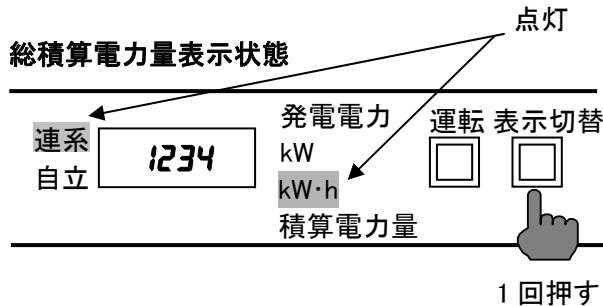 点灯
総積算電力量表示状態
連系
自立
1234
発電電力
kW
kW・h
積算電力量
運転 表示切替
1回押す